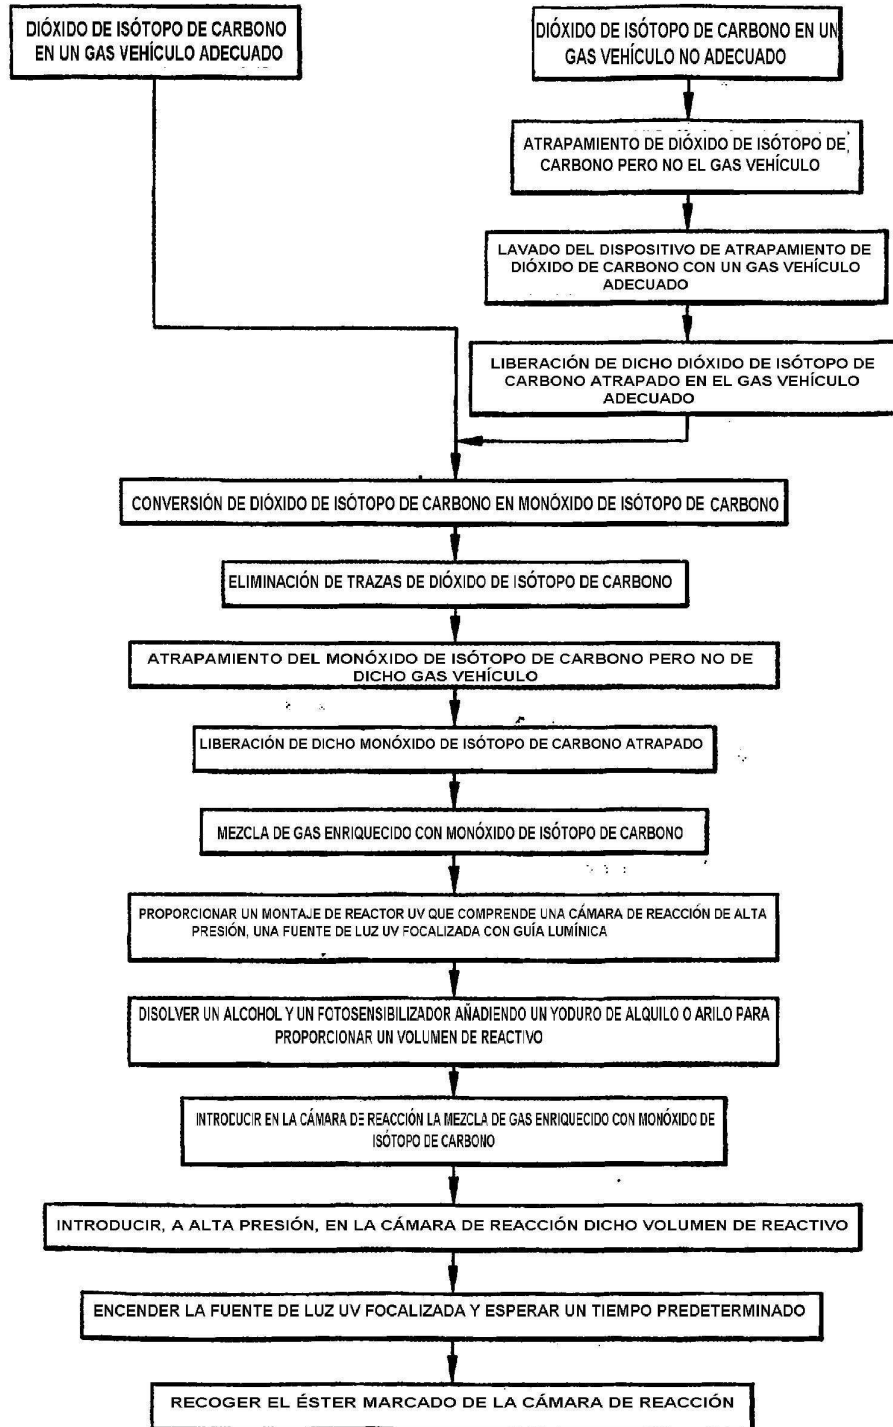 DIÓXIDO DE ISÓTOPO DE CARBONO
EN UN GAS VEHÍCULO ADECUADO
DIÓXIDO DE ISÓTOPO DE CARBONO EN UN
GAS VEHÍCULO NO ADECUADO
ATRAPAMIENTO DE DIÓXIDO DE ISÓTOPO DE
CARBONO PERO NO EL GAS VEHÍCULO
LAVADO DEL DISPOSITIVO DE ATRAPAMIENTO DE
DIÓXIDO DE CARBONO CON UN GAS VEHÍCULO
ADECUADO
LIBERACIÓN DE DICHO DIÓXIDO DE ISÓTOPO DE
CARBONO ATRAPADO EN EL GAS VEHÍCULO
ADECUADO
CONVERSIÓN DE DIÓXIDO DE ISÓTOPO DE CARBONO EN MONÓXIDO DE ISÓTOPO DE CARBONO
ELIMINACIÓN DE TRAZAS DE DIÓXIDO DE ISÓTOPO DE CARBONO
ATRAPAMIENTO DEL MONÓXIDO DE ISÓTOPO DE CARBONO PERO NO DE
DICHO GAS VEHÍCULO
LIBERACIÓN DE DICHO MONÓXIDO DE ISÓTOPO DE CARBONO ATRAPADO
MEZCLA DE GAS ENRIQUECIDO CON MONÓXIDO DE ISÓTOPO DE CARBONO
PROPORCIONAR UN MONTAJE DE REACTOR UV QUE COMPRENDE UNA CÁMARA DE REACCIÓN DE ALTA
PRESIÓN, UNA FUENTE DE LUZ UV FOCALIZADA CON GUÍA LUMÍNICA
DISOLVER UN ALCOHOL Y UN FOTOSENSIBILIZADOR AÑADIENDO UN YODURO DE ALQUILO O ARILO PARA
PROPORCIONAR UN VOLUMEN DE REACTIVO
INTRODUCIR EN LA CÁMARA DE REACCIÓN LA MEZCLA DE GAS ENRIQUECIDO CON MONÓXIDO DE
ISÓTOPO DE CARBONO
INTRODUCIR, A ALTA PRESIÓN, EN LA CÁMARA DE REACCIÓN DICHO VOLUMEN DE REACTIVO
ENCENDER LA FUENTE DE LUZ UV FOCALIZADA Y ESPERAR UN TIEMPO PREDETERMINADO
RECOGER EL ÉSTER MARCADO DE LA CÁMARA DE REACCIÓN